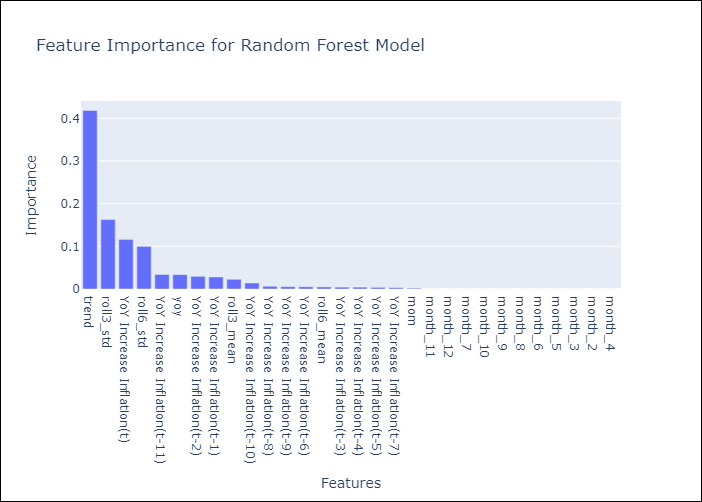 Feature Importance for Random Forest Model
Importance
0.4
0.3
0.2
0.1
0
trend
roll3_std
YoY Increase Inflation(t)
roll6_std
YoY Increase Inflation(t-11)
yoy
YoY Increase Inflation(t-2)
YoY Increase Inflation(t-1)
roll3_mean
YoY Increase Inflation(t-10)
YoY Increase Inflation(t-8)
YoY Increase Inflation(t-9)
YoY Increase Inflation(t-6)
roll6_mean
YoY Increase Inflation(t-3)
YoY Increase Inflation(t-4)
YoY Increase Inflation(t-5)
YoY Increase Inflation(t-7)
mom
month_11
month_12
month_7
month_10
month_9
month_8
month_6
month_5
month_3
month_2
month_4
Features